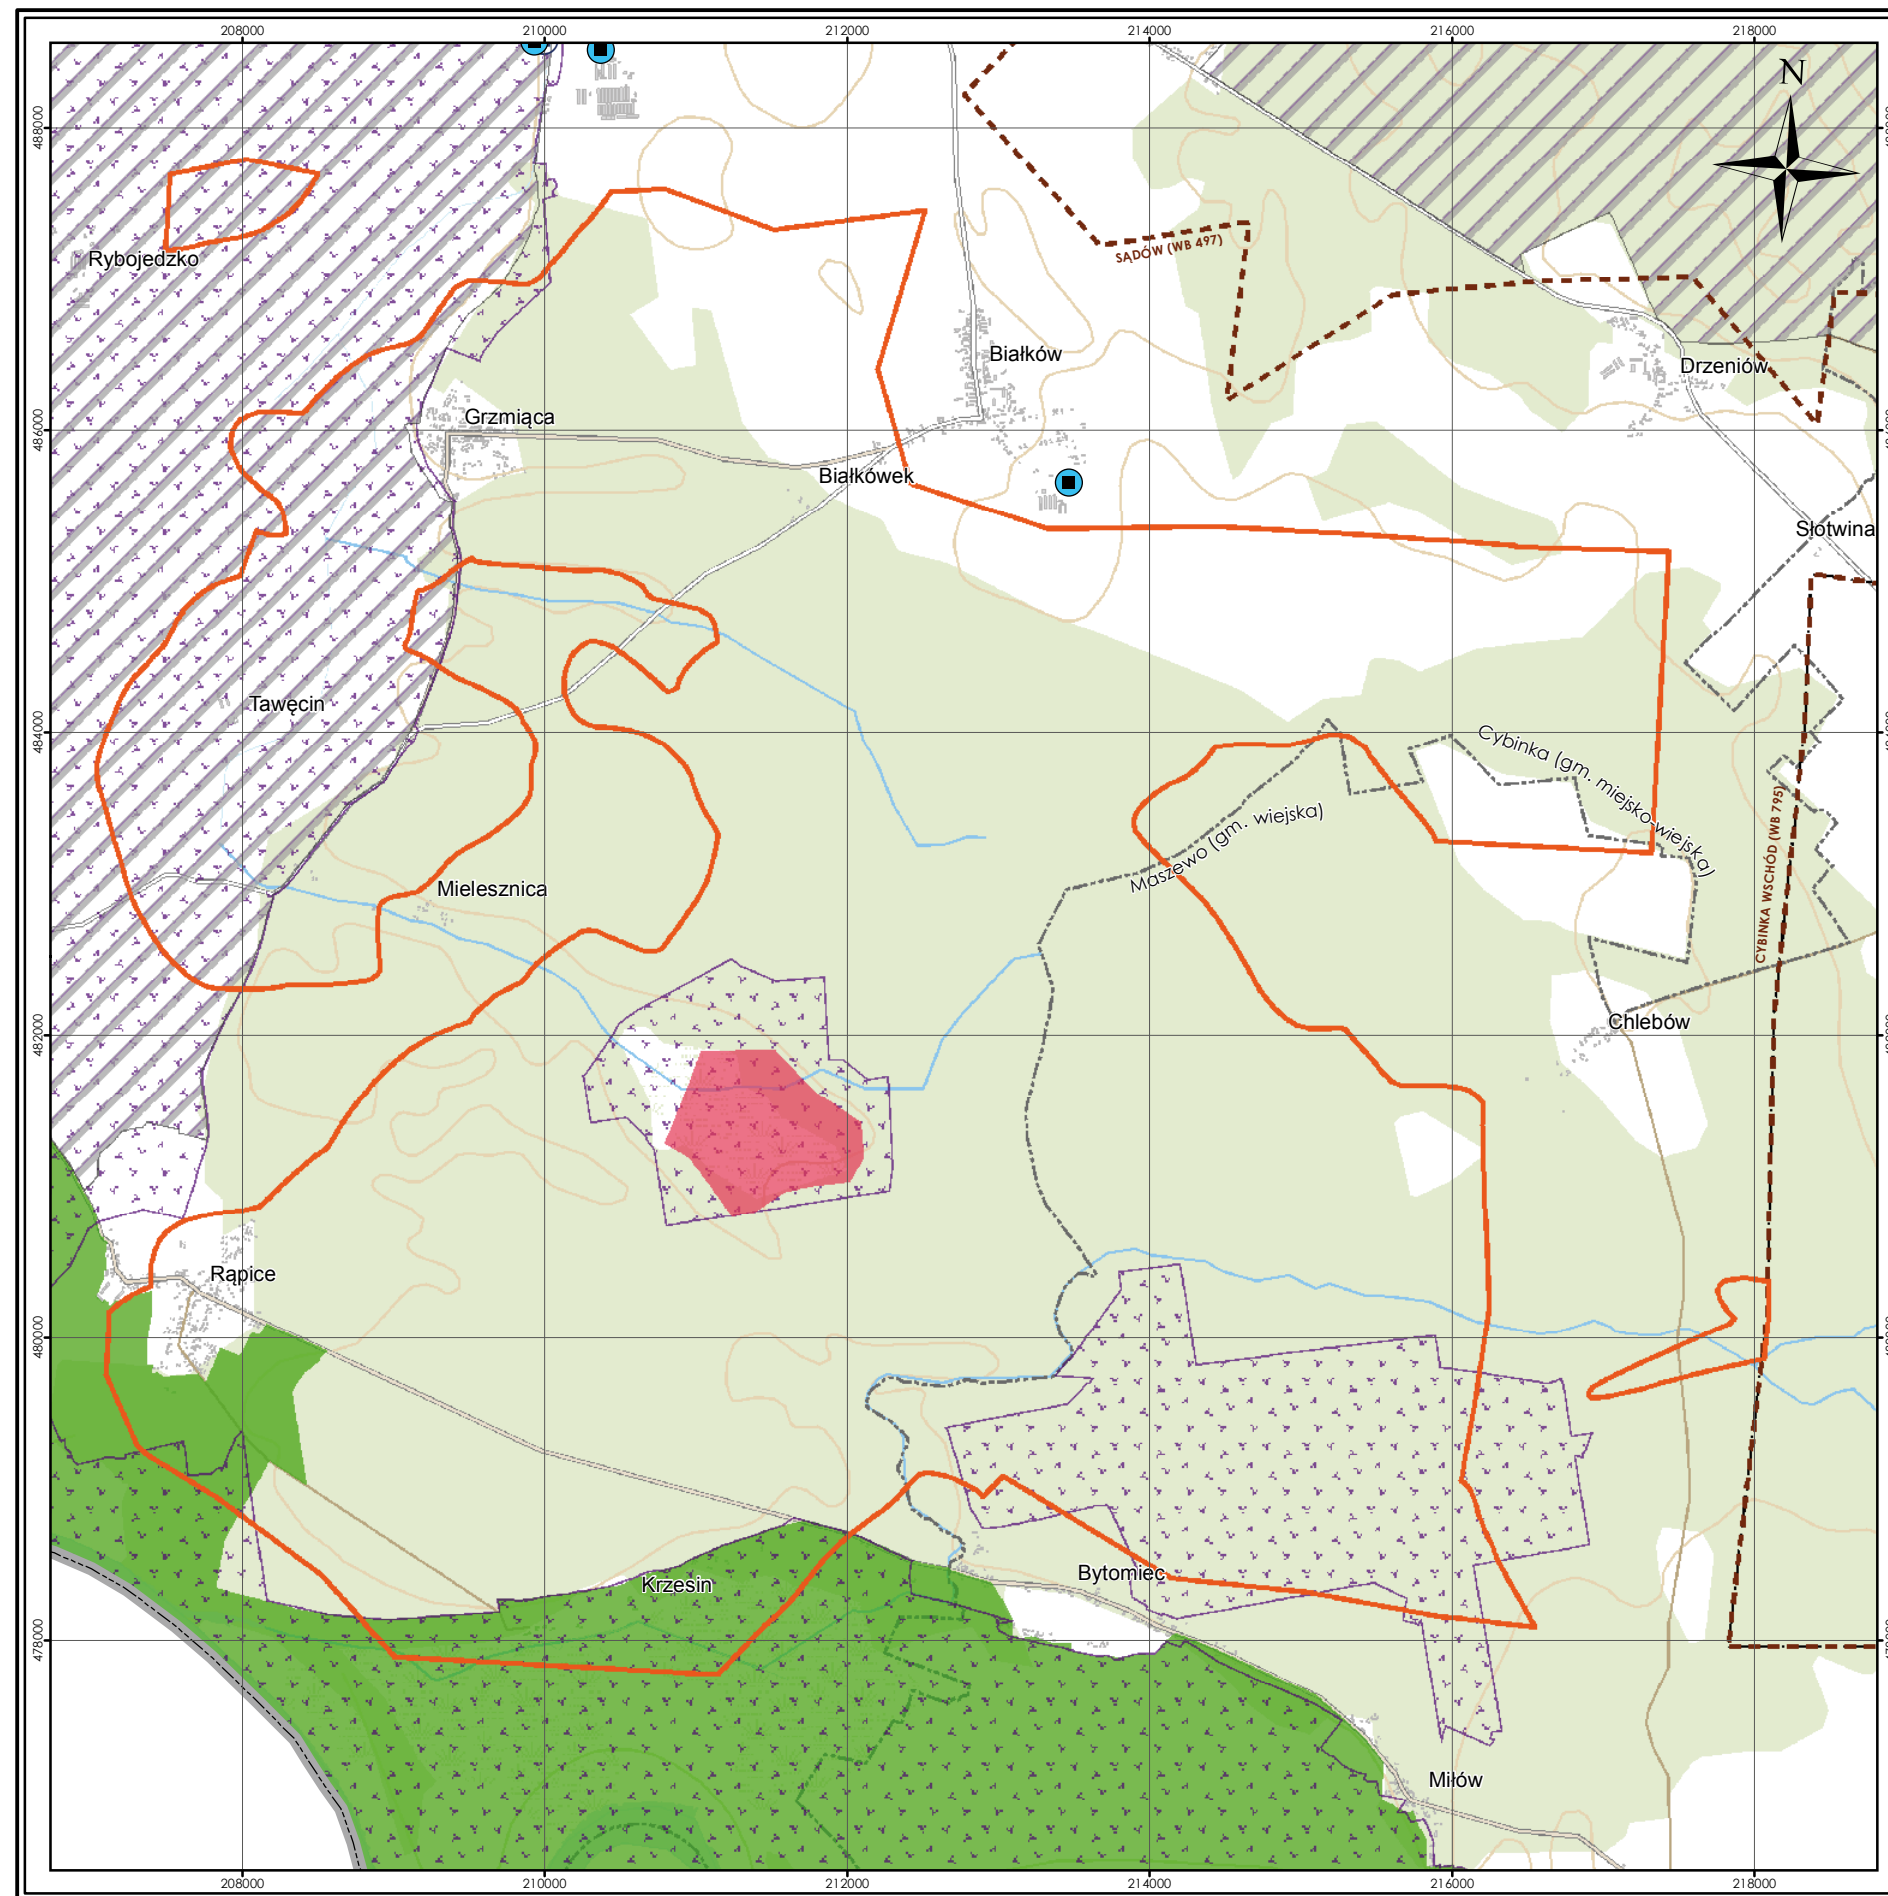 208000 210000 212000 214000 216000 218000
N
488000
SĄDÓW (WB 497)
Rybojedzko
Białków
Drzeniów
Grzmiąca
486000
Białkówek
Słotwina
Tawęcin
484000
Cybinka (gm. miejsko-wiejska)
Maszewo (gm. wiejska)
CYBINKA WSCHÓD (WB 795)
Mielesznica
Chlebów
482000
Rąpice
480000
Bytomiec
Krzesin
478000
Miłów
208000 210000 212000 214000 216000 218000